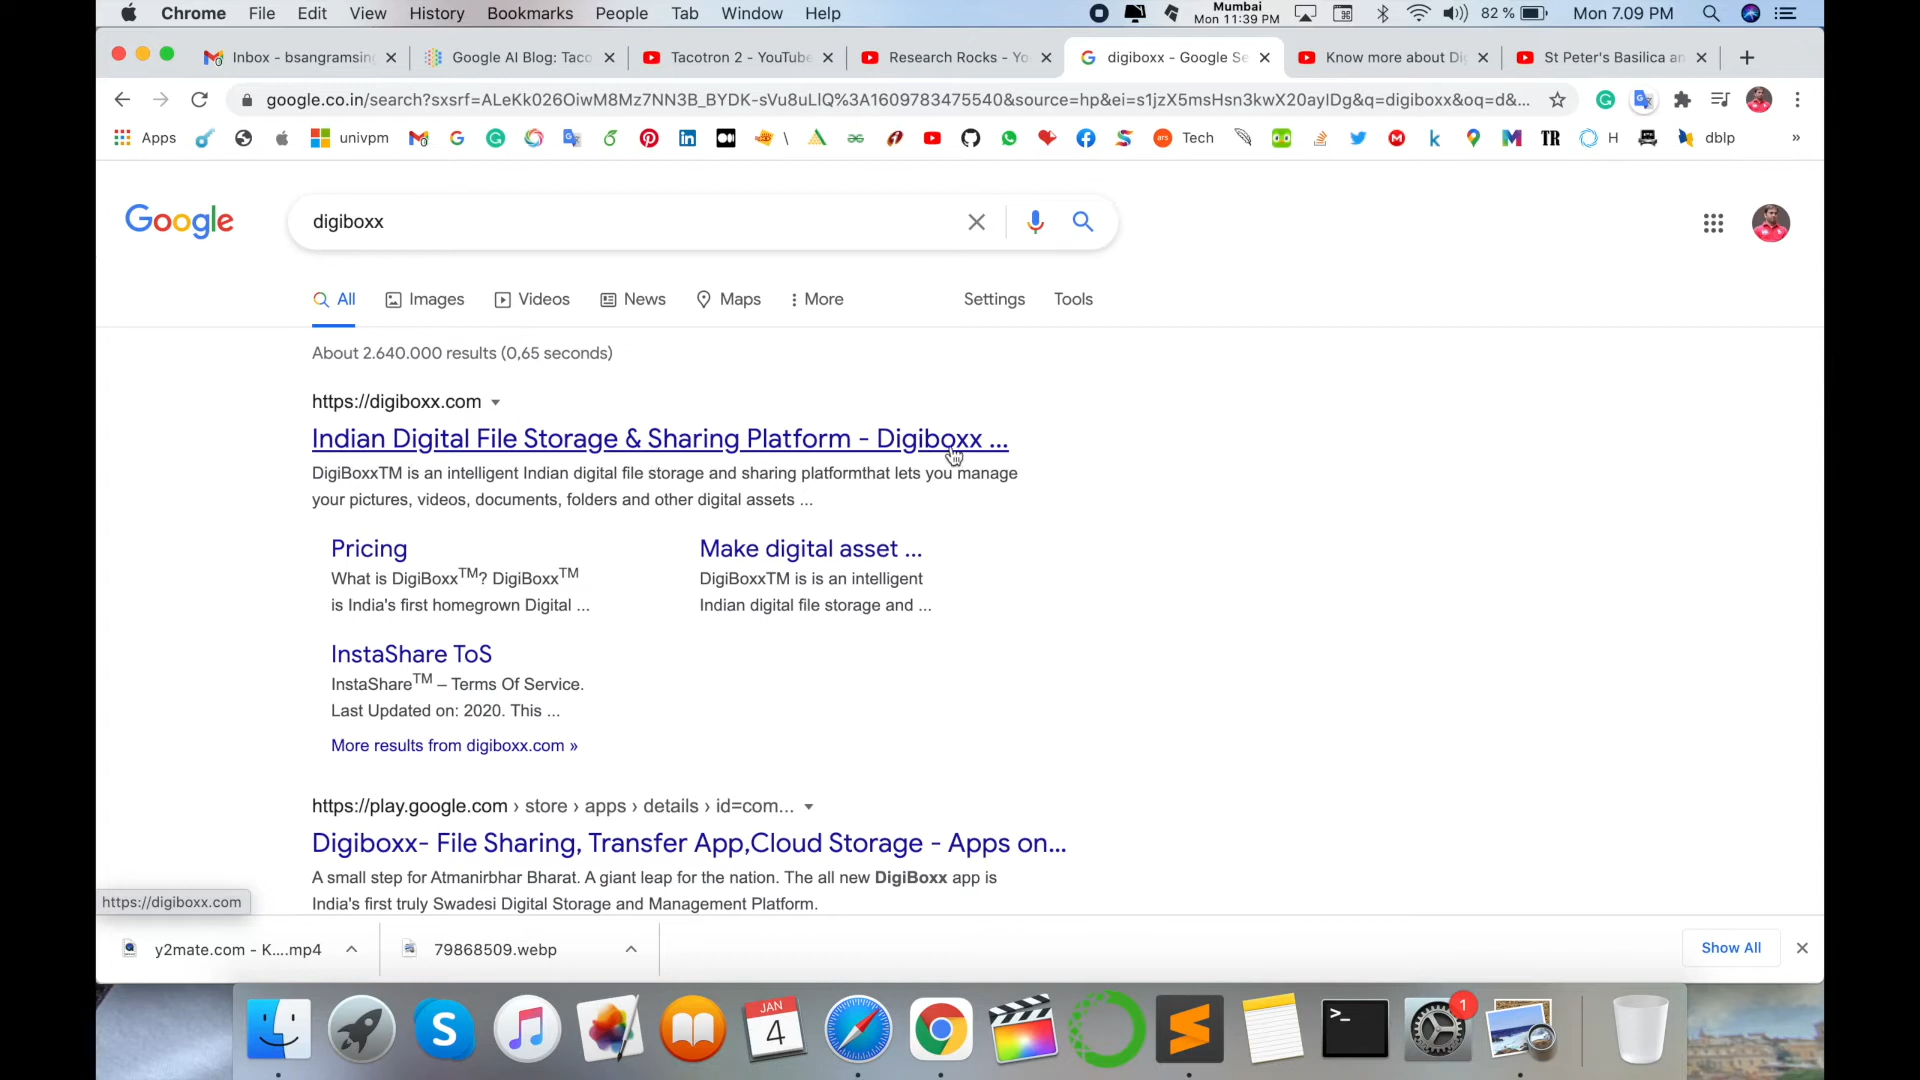 Chrome File Edit View History Bookmarks People Tab Window Help
Mumbai
Mon 11:39 PM
82 %
Mon 7.09 PM
Inbox - bsangramsing
Google AI Blog: Taco
Tacotron 2 - YouTube
Research Rocks - Yo
digiboxx - Google Se
Know more about Di
St Peter's Basilica an
google.co.in/search?sxsrf=ALeKk026OiwM8Mz7NN3B_BYDK-sVu8uLlQ%3A1609783475540&source=hp&ei=s1jzX5msHsn3kwX20ayIDg&q=digiboxx&oq=d&...
Apps
univpm
\
ars
Tech
k
TR
H
dblp
»
Google
digiboxx
All
Images
Videos
News
Maps
More
Settings
Tools
About 2.640.000 results (0,65 seconds)
https://digiboxx.com
Indian Digital File Storage & Sharing Platform - Digiboxx ...
DigiBoxxTM is an intelligent Indian digital file storage and sharing platformthat lets you manage
your pictures, videos, documents, folders and other digital assets ...
Pricing
What is DigiBoxxTM? DigiBoxxTM
is India's first homegrown Digital ...
Make digital asset ...
DigiBoxxTM is is an intelligent
Indian digital file storage and ...
InstaShare ToS
InstaShareTM – Terms Of Service.
Last Updated on: 2020. This ...
More results from digiboxx.com »
https://play.google.com › store › apps › details › id=com...
Digiboxx- File Sharing, Transfer App,Cloud Storage - Apps on...
A small step for Atmanirbhar Bharat. A giant leap for the nation. The all new DigiBoxx app is
India's first truly Swadesi Digital Storage and Management Platform.
https://digiboxx.com
y2mate.com - K....mp4
79868509.webp
Show All
JAN
4
>_
1